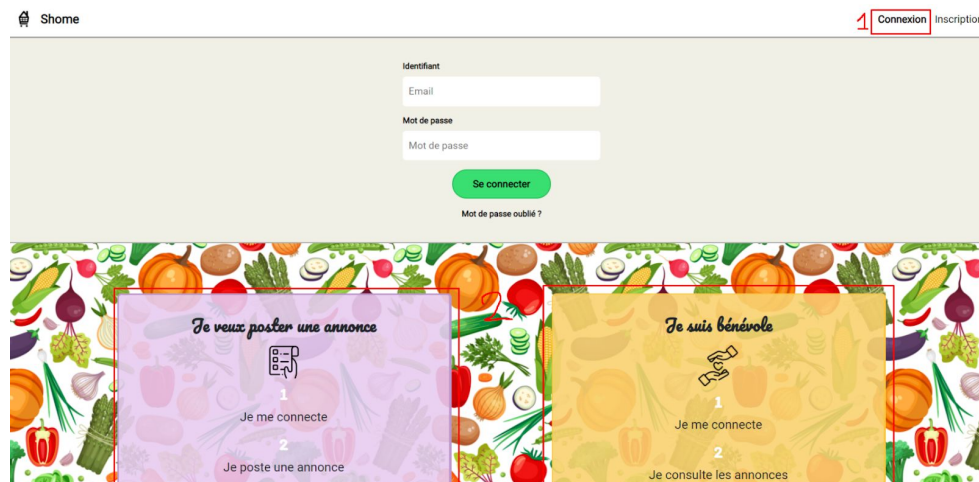 Shome
1 Connexion Inscription
Identifiant
Email
Mot de passe
Mot de passe
Se connecter
Mot de passe oublié ?
2
Je veux poster une annonce
1
Je me connecte
2
Je poste une annonce
Je suis bénévole
1
Je me connecte
2
Je consulte les annonces